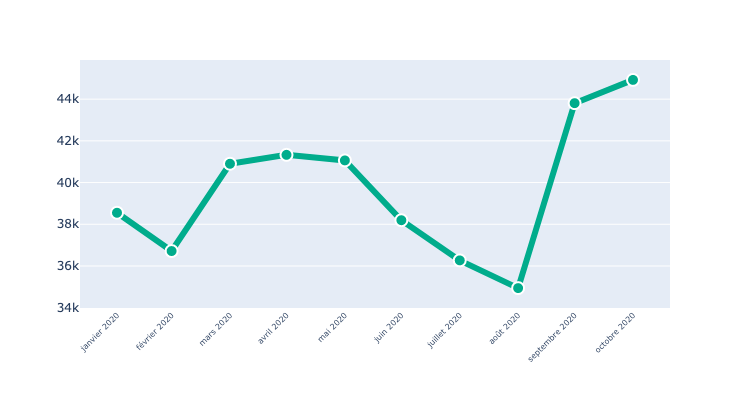 44k
42k
40k
38k
36k
34k
janvier 2020
février 2020
mars 2020
avril 2020
mai 2020
juin 2020
juillet 2020
août 2020
septembre 2020
octobre 2020